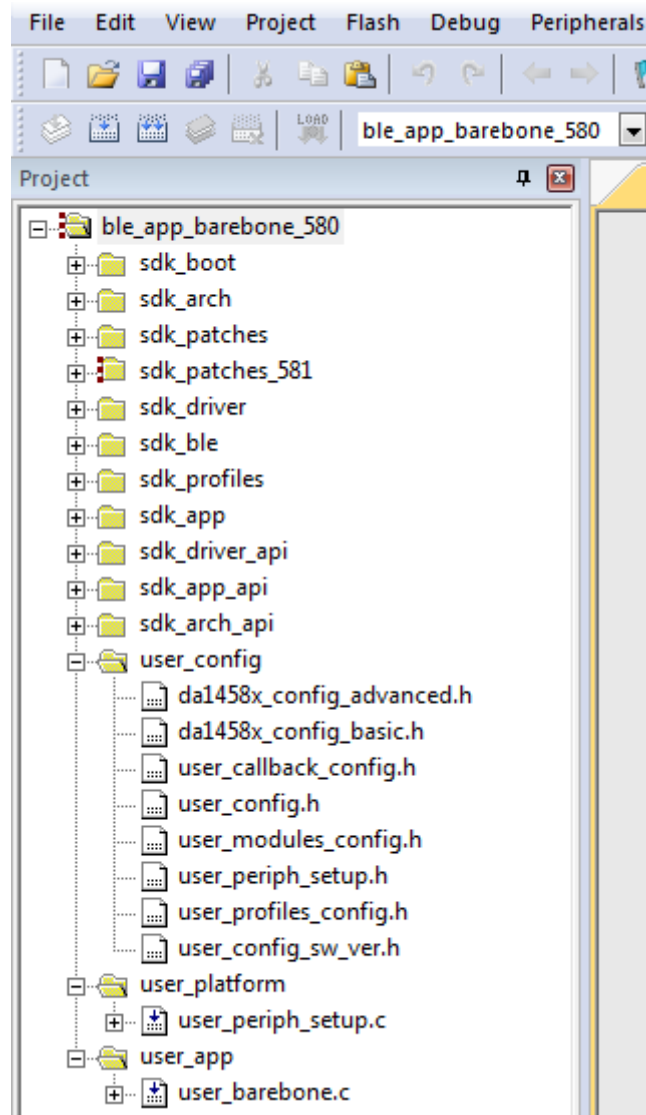 File Edit View Project Flash Debug Peripherals
LOAD ble_app_barebone_580
Project
ble_app_barebone_580
sdk_boot
sdk_arch
sdk_patches
sdk_patches_581
sdk_driver
sdk_ble
sdk_profiles
sdk_app
sdk_driver_api
sdk_app_api
sdk_arch_api
user_config
da1458x_config_advanced.h
da1458x_config_basic.h
user_callback_config.h
user_config.h
user_modules_config.h
user_periph_setup.h
user_profiles_config.h
user_config_sw_ver.h
user_platform
user_periph_setup.c
user_app
user_barebone.c